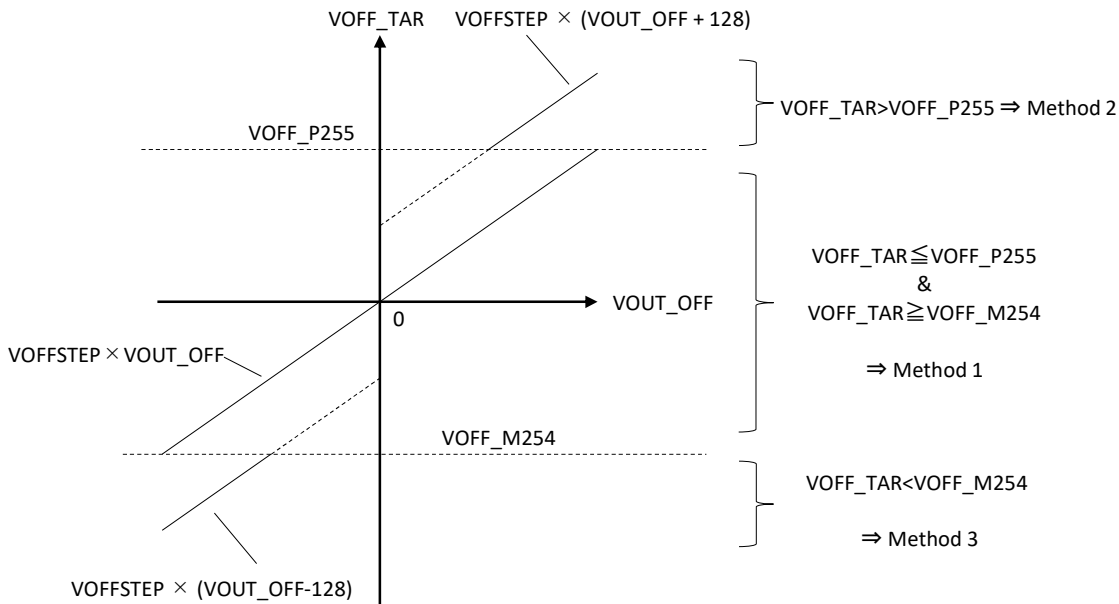 VOFF_TAR
VOFFSTEP × (VOUT_OFF + 128)
VOFF_TAR>VOFF_P255 ⇒ Method 2
VOFF_P255
VOFF_TAR≦VOFF_P255
&
VOFF_TAR≧VOFF_M254
⇒ Method 1
VOUT_OFF
0
VOFFSTEP × VOUT_OFF
VOFF_M254
VOFF_TAR<VOFF_M254
⇒ Method 3
VOFFSTEP × (VOUT_OFF-128)